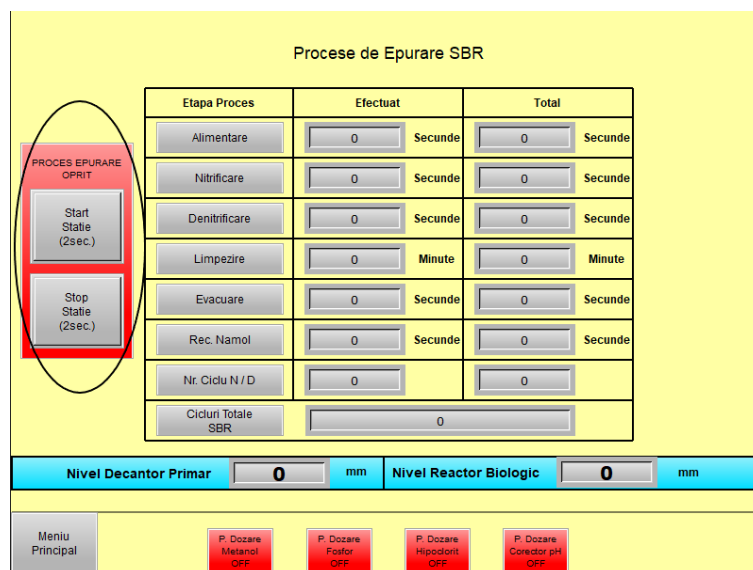 Procese de Epurare SBR
Etapa Proces Efectuat Total
Alimentare 0 Secunde 0 Secunde
PROCES EPURARE
OPRIT
Nitrificare 0 Secunde 0 Secunde
Start
Statie
(2sec.)
Denitrificare 0 Secunde 0 Secunde
Limpezire 0 Minute 0 Minute
Stop
Statie
(2sec.)
Evacuare 0 Secunde 0 Secunde
Rec. Namol 0 Secunde 0 Secunde
Nr. Ciclu N / D 0 0
Cicluri Totale
SBR
0
Nivel Decantor Primar 0 mm Nivel Reactor Biologic 0 mm
Meniu
Principal
P. Dozare
Metanol
OFF
P. Dozare
Fosfor
OFF
P. Dozare
Hipoclorit
OFF
P. Dozare
Corector pH
OFF